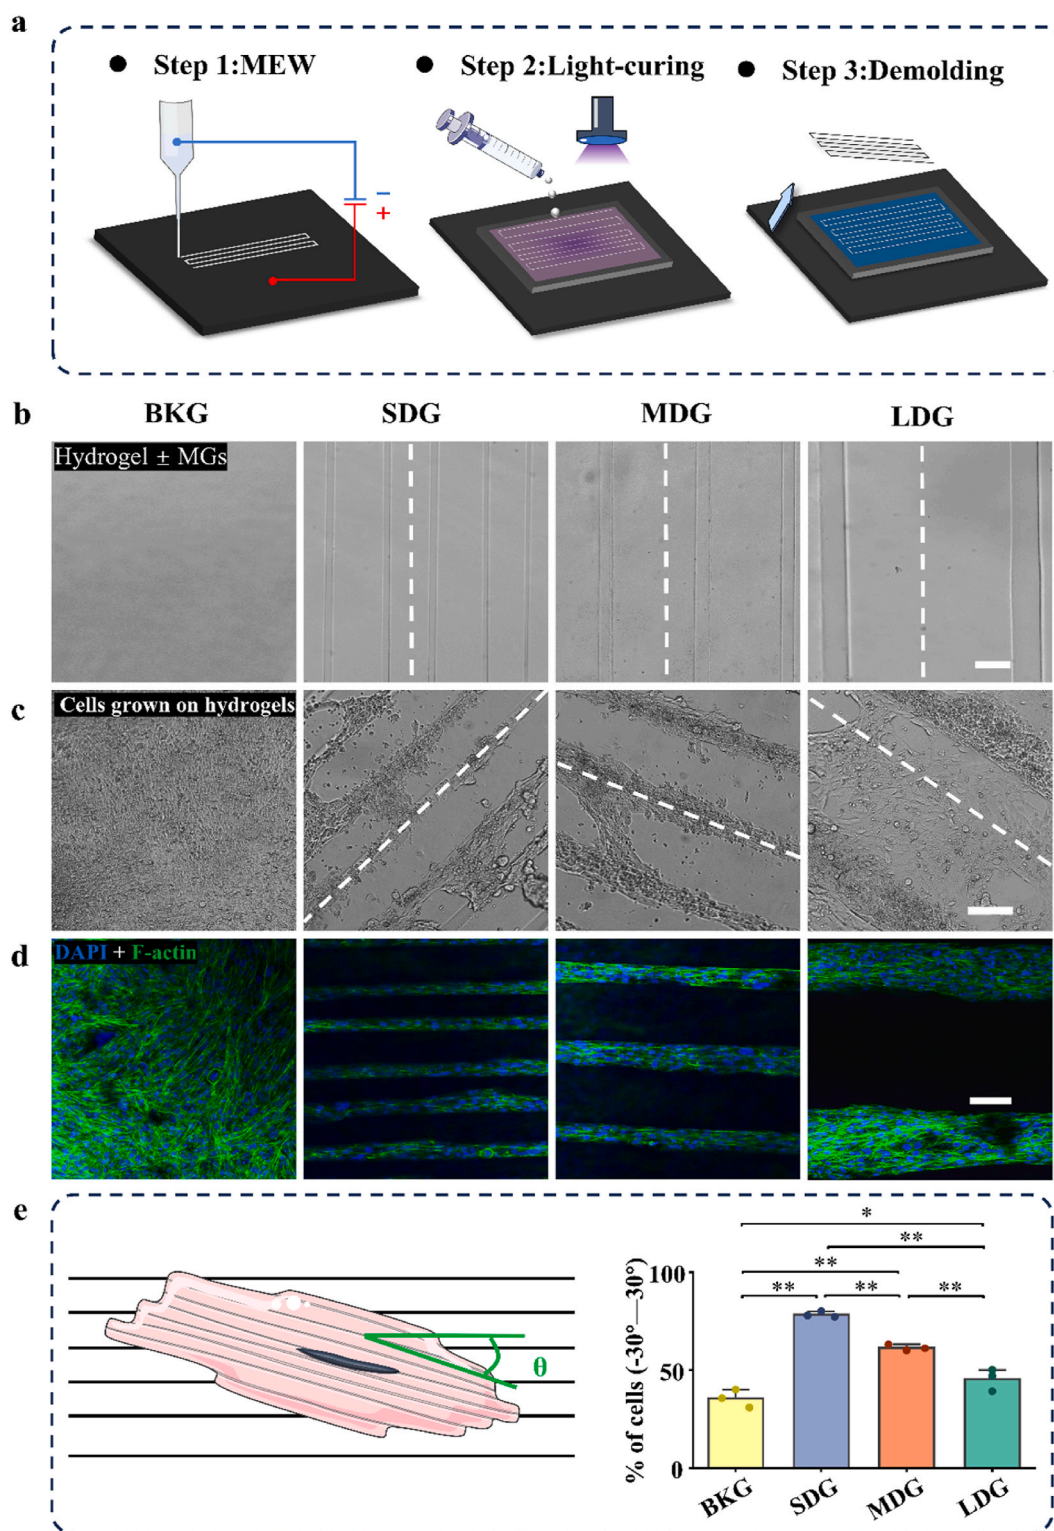 a
Step 1:MEW
Step 2:Light-curing
Step 3:Demolding
−
+
b
BKG
SDG
MDG
LDG
Hydrogel ± MGs
c
Cells grown on hydrogels
d
DAPI + F-actin
e
θ
% of cells (-30°—30°)
100
50
0
*
**
**
**
**
**
BKG
SDG
MDG
LDG